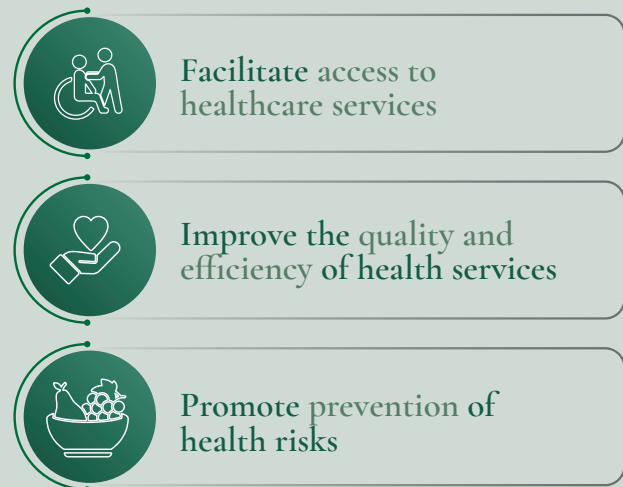 Facilitate access to
healthcare services
Improve the quality and
efficiency of health services
Promote prevention of
health risks